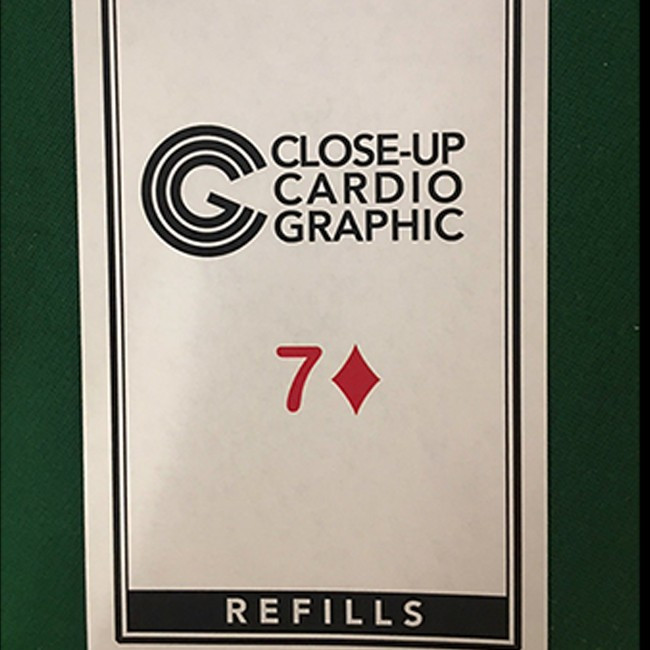 CLOSE-UP
CARDIO
GRAPHIC
7♦
REFILLS